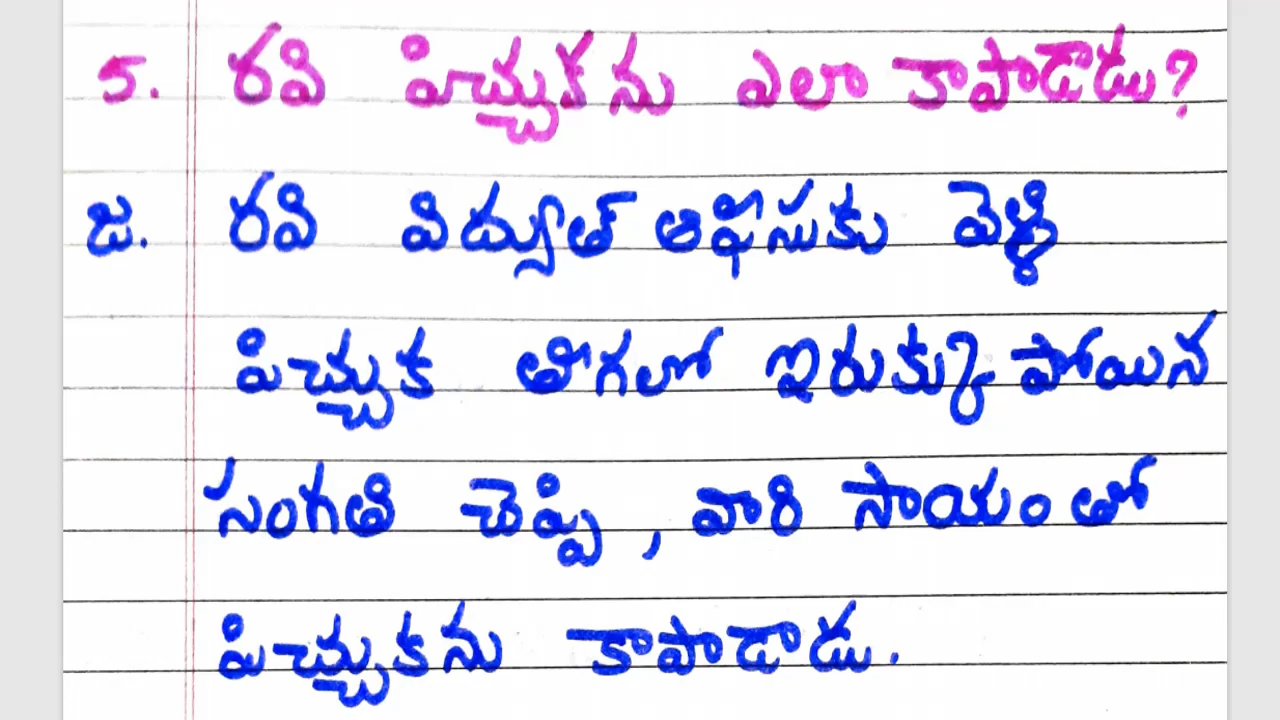 5. రవి పిచ్చుకను ఎలా కాపాడాడు?
జ. రవి విద్యుత్ ఆఫీసుకు వెళ్ళి
పిచ్చుక తీగలో ఇరుక్కు పోయిన
సంగతి చెప్పి, వారి సాయం తో
పిచ్చుకను కాపాడాడు.